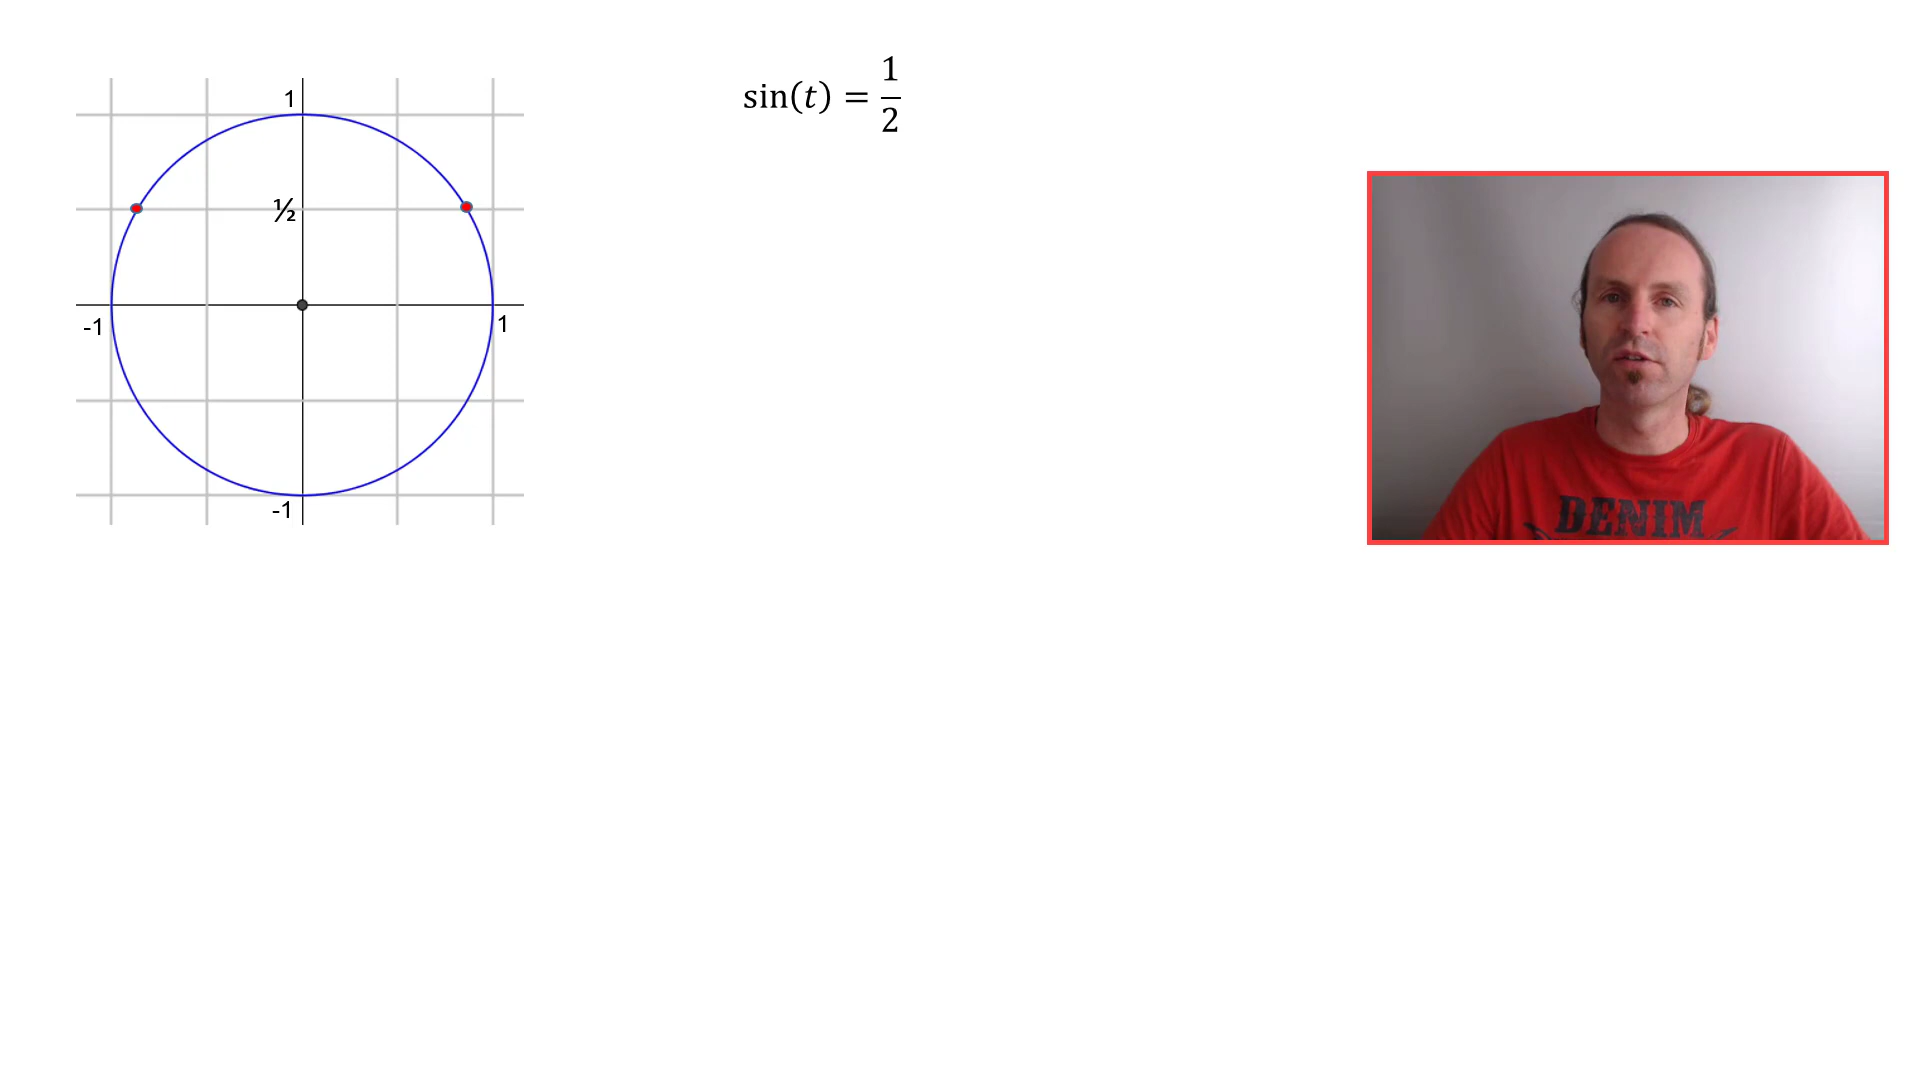 1
½
-1
1
-1
sin(t) = 1/2
DENIM